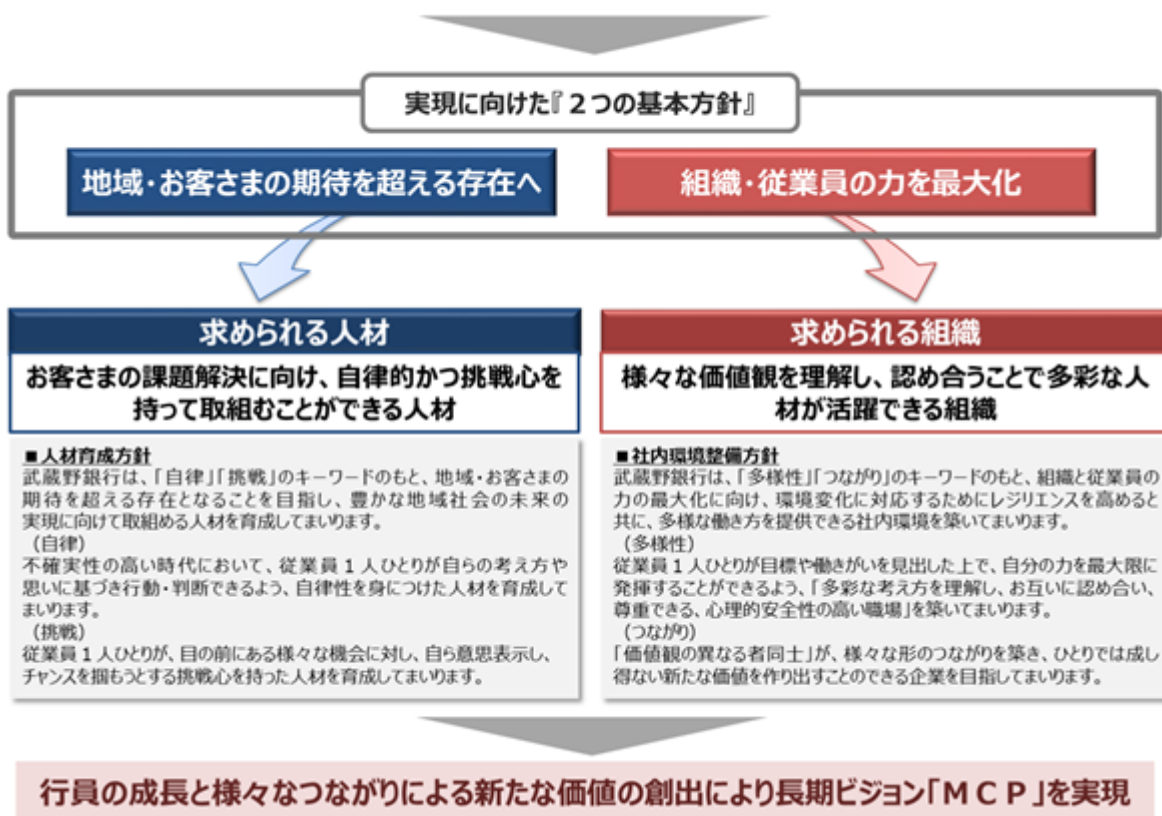 実現に向けた『２つの基本方針』
地域・お客さまの期待を超える存在へ
組織・従業員の力を最大化
求められる人材
お客さまの課題解決に向け、自律的かつ挑戦心を
持って取組むことができる人材
■人材育成方針
武蔵野銀行は、「自律」「挑戦」のキーワードのもと、地域・お客さまの
期待を超える存在となることを目指し、豊かな地域社会の未来の
実現に向けて取組める人材を育成してまいります。
（自律）
不確実性の高い時代において、従業員１人ひとりが自らの考え方や
思いに基づき行動・判断できるよう、自律性を身につけた人材を育成して
まいります。
（挑戦）
従業員１人ひとりが、目の前にある様々な機会に対し、自ら意思表示し、
チャンスを掴もうとする挑戦心を持った人材を育成してまいります。
求められる組織
様々な価値観を理解し、認め合うことで多彩な人
材が活躍できる組織
■社内環境整備方針
武蔵野銀行は、「多様性」「つながり」のキーワードのもと、組織と従業員の
力の最大化に向け、環境変化に対応するためにレジリエンスを高めると
共に、多様な働き方を提供できる社内環境を築いてまいります。
（多様性）
従業員１人ひとりが目標や働きがいを見出した上で、自分の力を最大限に
発揮することができるよう、「多彩な考え方を理解し、お互いに認め合い、
尊重できる、心理的安全性の高い職場」を築いてまいります。
（つながり）
「価値観の異なる者同士」が、様々な形のつながりを築き、ひとりでは成し
得ない新たな価値を作り出すことのできる企業を目指してまいります。
行員の成長と様々なつながりによる新たな価値の創出により長期ビジョン「ＭＣＰ」を実現